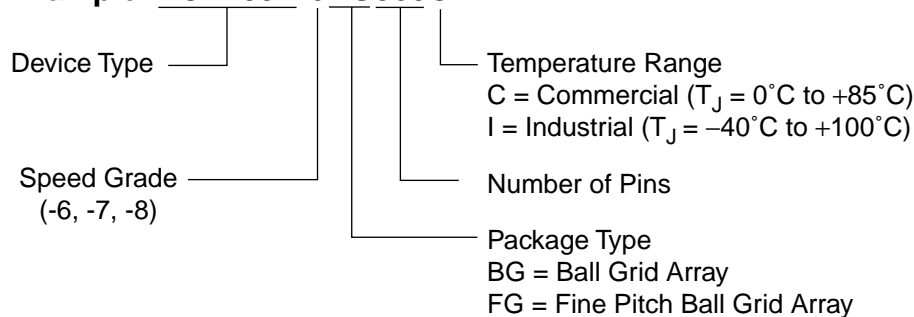 Device Type
Temperature Range
C = Commercial (TJ = 0˚C to +85˚C)
I = Industrial (TJ = −40˚C to +100˚C)
Speed Grade
(-6, -7, -8)
Number of Pins
Package Type
BG = Ball Grid Array
FG = Fine Pitch Ball Grid Array